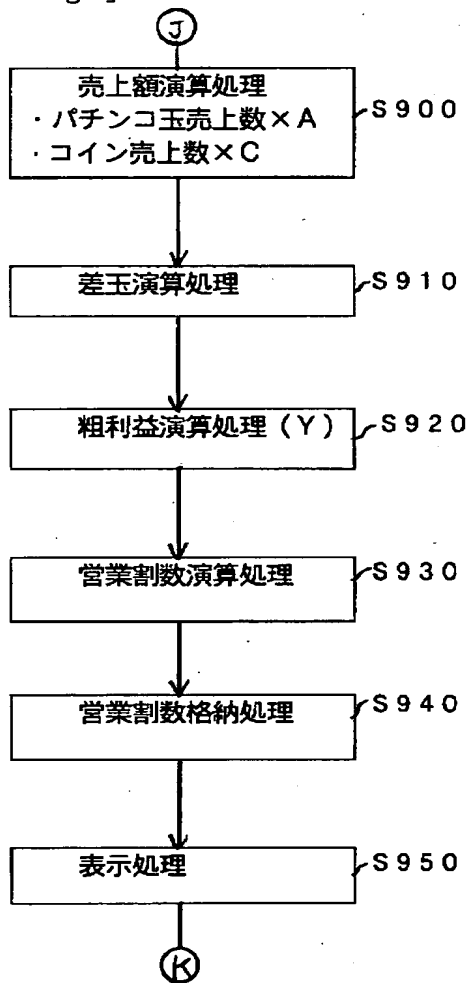 J
売上額演算処理
・パチンコ玉売上数×A
・コイン売上数×C
S900
差玉演算処理
S910
粗利益演算処理(Y)
S920
営業割数演算処理
S930
営業割数格納処理
S940
表示処理
S950
K